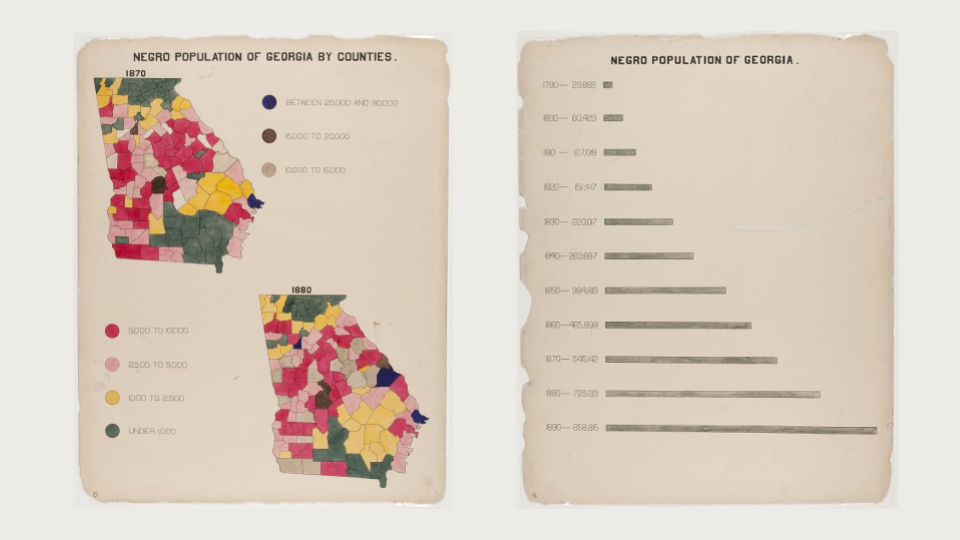 NEGRO POPULATION OF GEORGIA BY COUNTIES.
1870
BETWEEN 20,000 AND 30,000
15,000 TO 20,000
10,000 TO 15,000
1880
5,000 TO 10,000
2,500 TO 5,000
1,000 TO 2,500
UNDER 1,000
6
NEGRO POPULATION OF GEORGIA.
1790— 29,662
1800— 60,423
1810— 107,019
1820— 151,417
1830— 220,017
1840— 283,697
1850— 384,613
1860— 465,698
1870— 545,142
1880— 725,133
1890— 858,815
4